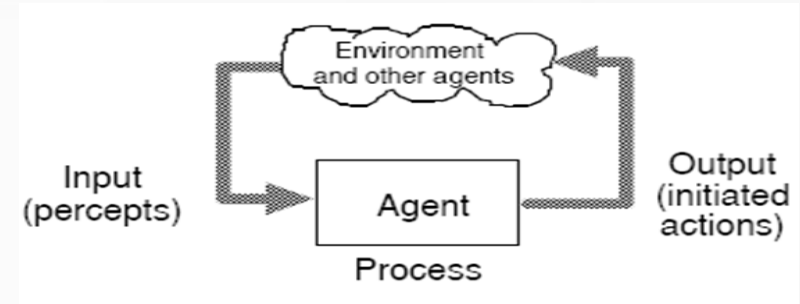 Environment
and other agents
Input
(percepts)
Agent
Process
Output
(initiated
actions)